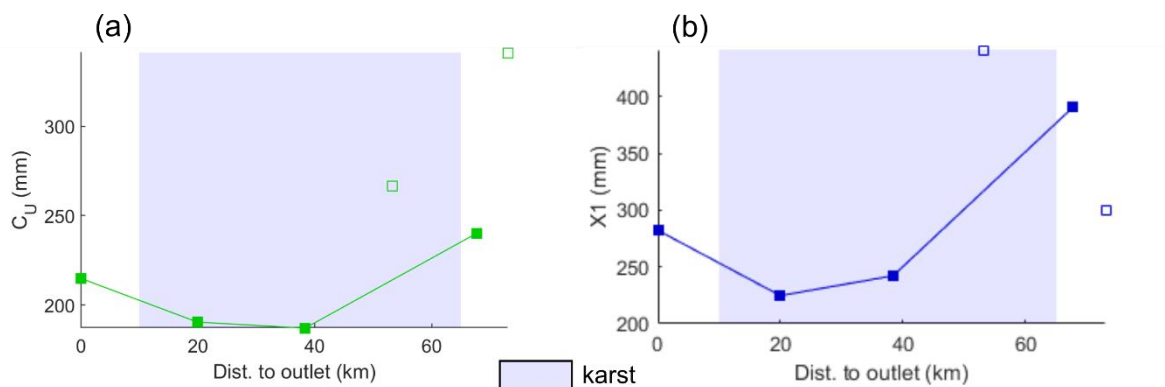 (a)
300
250
200
C_U (mm)
0 20 40 60
Dist. to outlet (km)
(b)
400
350
300
250
200
X1 (mm)
0 20 40 60
Dist. to outlet (km)
karst